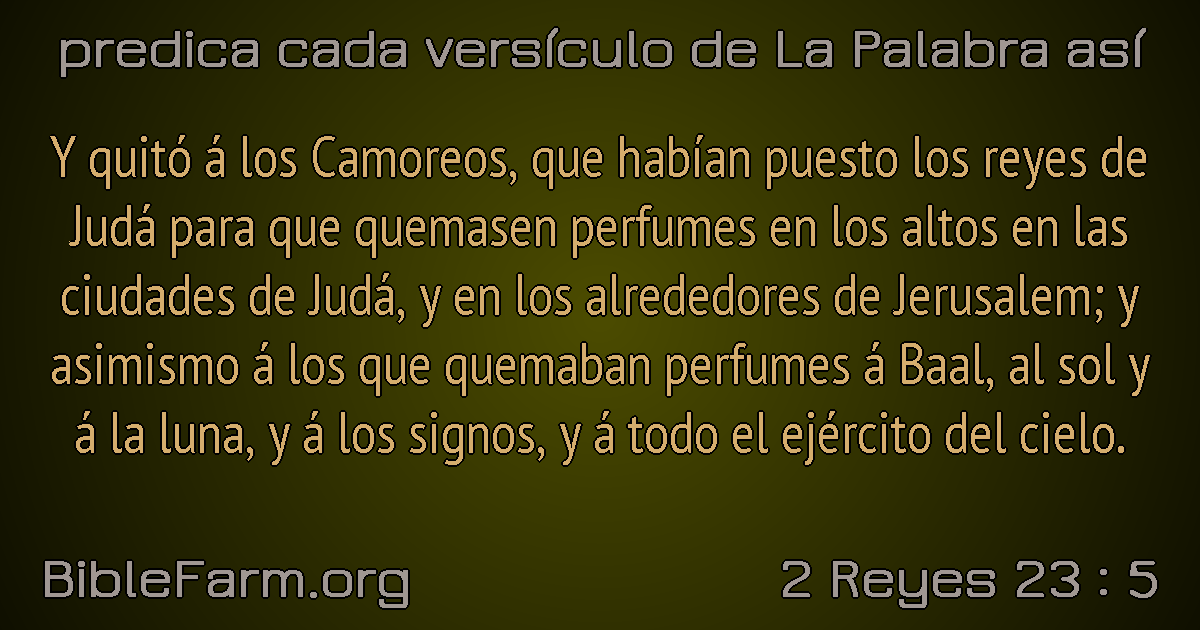 predica cada versículo de La Palabra así
Y quitó á los Camoreos, que habían puesto los reyes de
Judá para que quemasen perfumes en los altos en las
ciudades de Judá, y en los alrededores de Jerusalem; y
asimismo á los que quemaban perfumes á Baal, al sol y
á la luna, y á los signos, y á todo el ejército del cielo.
BibleFarm.org
2 Reyes 23 : 5